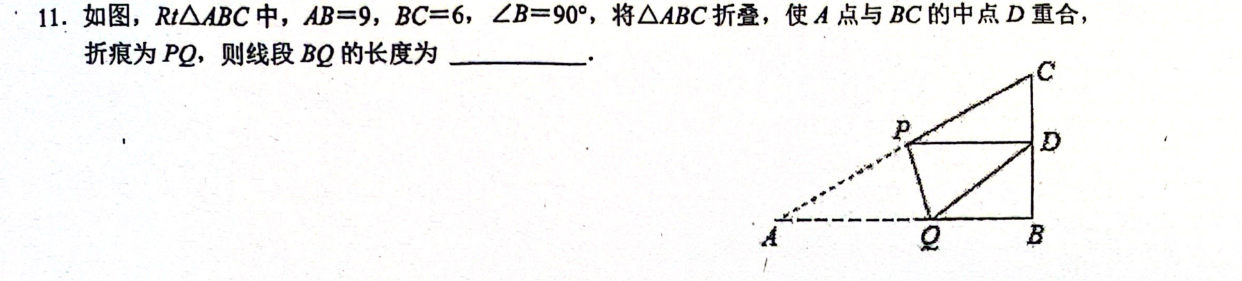 11. 如图，Rt△ABC 中，AB=9，BC=6，∠B=90°，将△ABC 折叠，使 A 点与 BC 的中点 D 重合，
折痕为 PQ，则线段 BQ 的长度为 ________.
C
P
D
A
Q
B